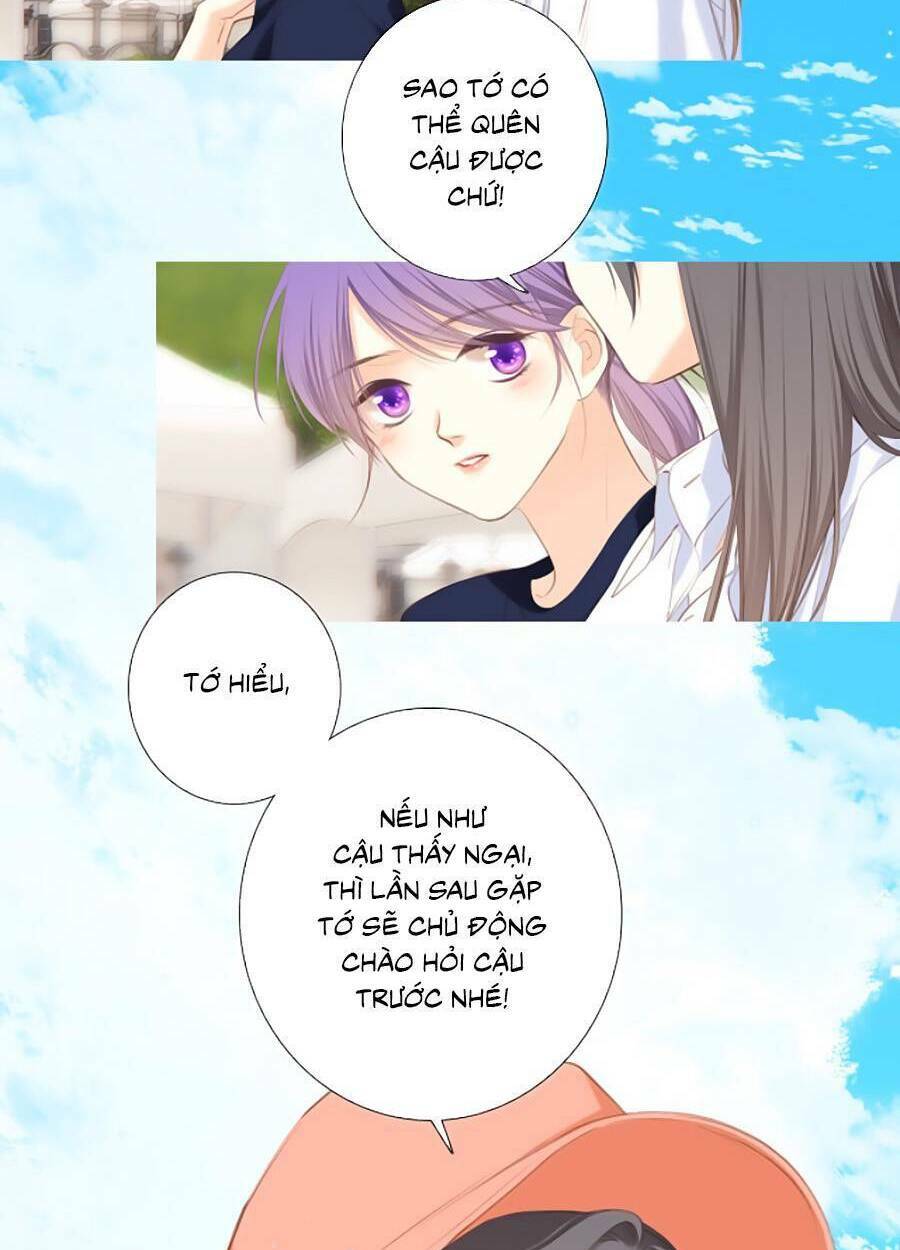 SAO TỚ CÓ
THỂ QUÊN
CẬU ĐƯỢC
CHỨ!
TỚ HIỂU,
NẾU NHƯ
CẬU THẤY NGẠI,
THÌ LẦN SAU GẶP
TỚ SẼ CHỦ ĐỘNG
CHÀO HỎI CẬU
TRƯỚC NHÉ!